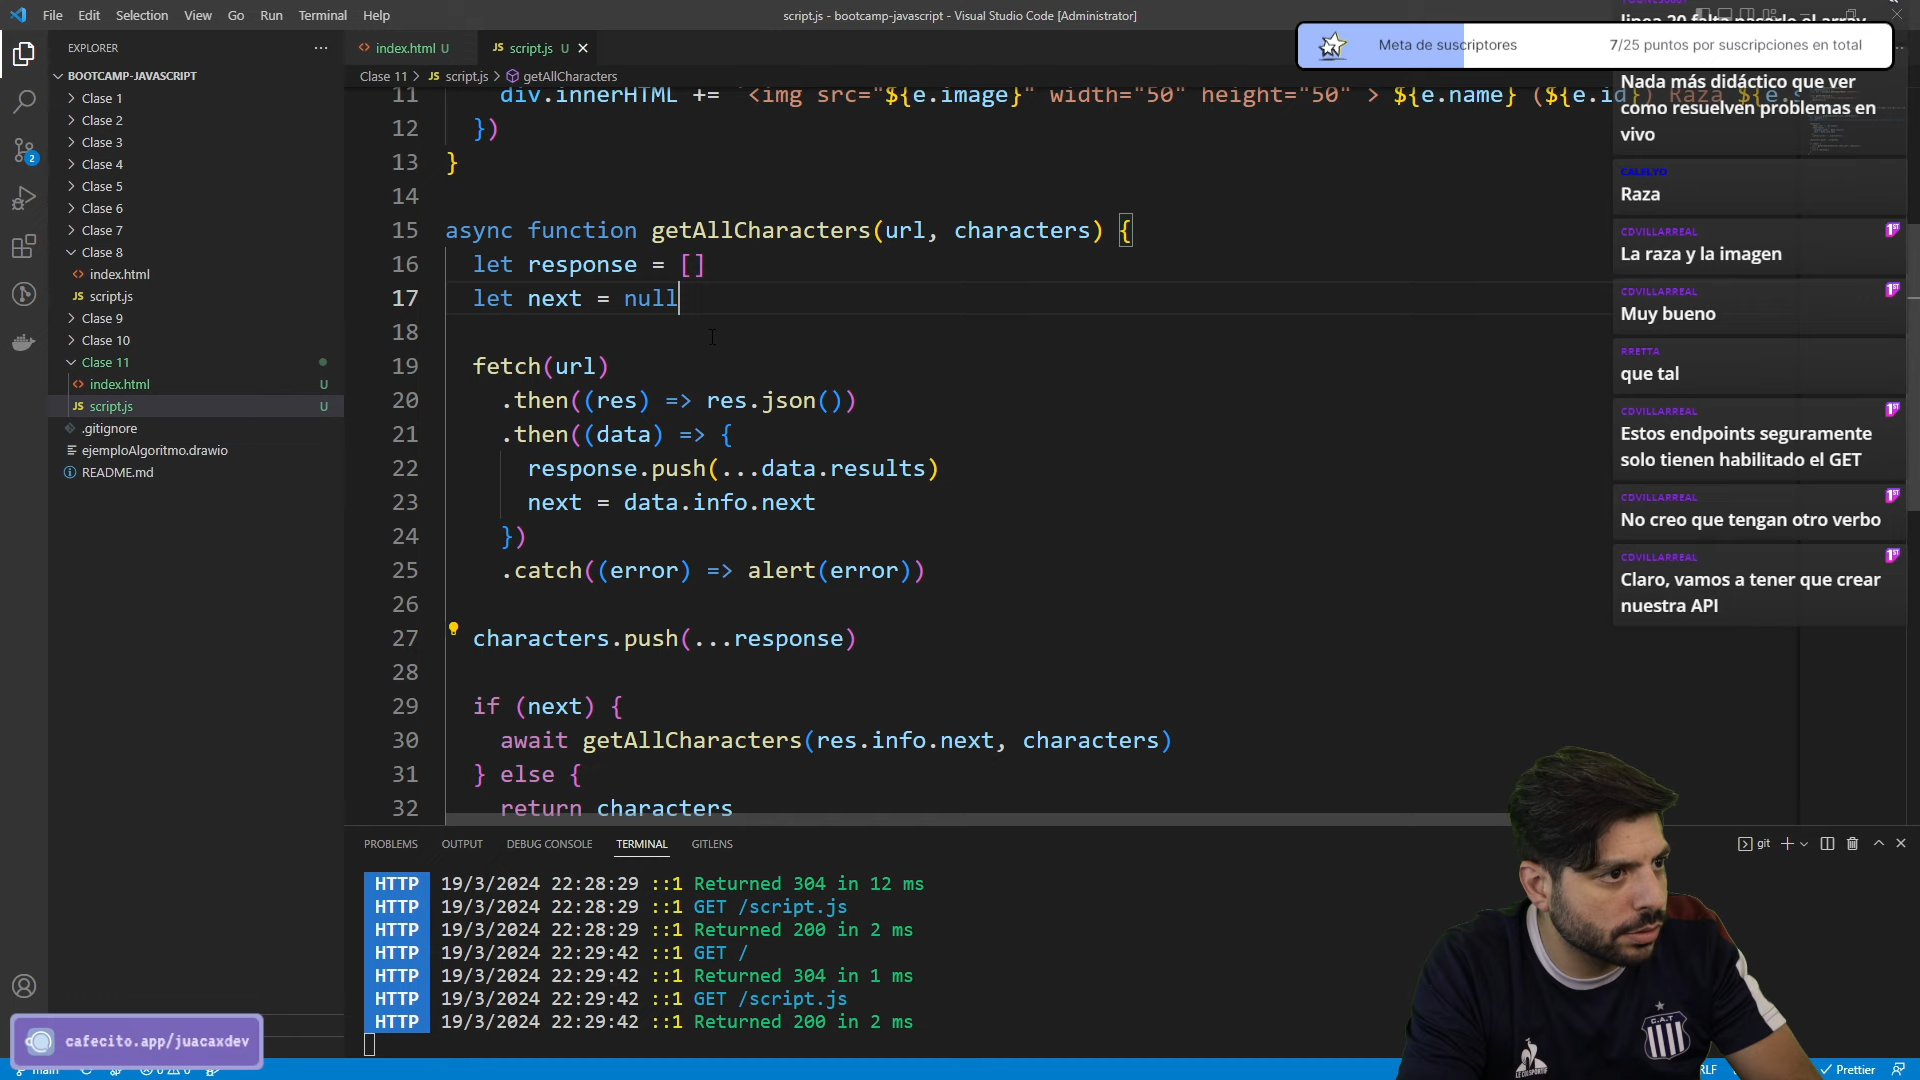 File Edit Selection View Go Run Terminal Help
script.js - bootcamp-javascript - Visual Studio Code [Administrator]
EXPLORER
BOOTCAMP-JAVASCRIPT
Clase 1
Clase 2
Clase 3
Clase 4
Clase 5
Clase 6
Clase 7
Clase 8
index.html
script.js
Clase 9
Clase 10
Clase 11
index.html U
script.js U
.gitignore
ejemploAlgoritmo.drawio
README.md
2
index.html U
script.js U
Clase 11 > script.js > getAllCharacters
11 div.innerHTML += `<img src="${e.image}" width="50" height="50" > ${e.name} (${e.id}) Raza ${e.s
12 })
13 }
14
15 async function getAllCharacters(url, characters) {
16 let response = []
17 let next = null
18
19 fetch(url)
20 .then((res) => res.json())
21 .then((data) => {
22 response.push(...data.results)
23 next = data.info.next
24 })
25 .catch((error) => alert(error))
26
27 characters.push(...response)
28
29 if (next) {
30 await getAllCharacters(res.info.next, characters)
31 } else {
32 return characters
PROBLEMS OUTPUT DEBUG CONSOLE TERMINAL GITLENS
git
HTTP 19/3/2024 22:28:29 ::1 Returned 304 in 12 ms
HTTP 19/3/2024 22:28:29 ::1 GET /script.js
HTTP 19/3/2024 22:28:29 ::1 Returned 200 in 2 ms
HTTP 19/3/2024 22:29:42 ::1 GET /
HTTP 19/3/2024 22:29:42 ::1 Returned 304 in 1 ms
HTTP 19/3/2024 22:29:42 ::1 GET /script.js
HTTP 19/3/2024 22:29:42 ::1 Returned 200 in 2 ms
Meta de suscriptores 7/25 puntos por suscripciones en total
Nada más didáctico que ver
como resuelven problemas en
vivo
CALELYO
Raza
CDVILLARREAL
La raza y la imagen
CDVILLARREAL
Muy bueno
RRETTA
que tal
CDVILLARREAL
Estos endpoints seguramente
solo tienen habilitado el GET
CDVILLARREAL
No creo que tengan otro verbo
CDVILLARREAL
Claro, vamos a tener que crear
nuestra API
cafecito.app/juacaxdev
main
Prettier
C.A.T